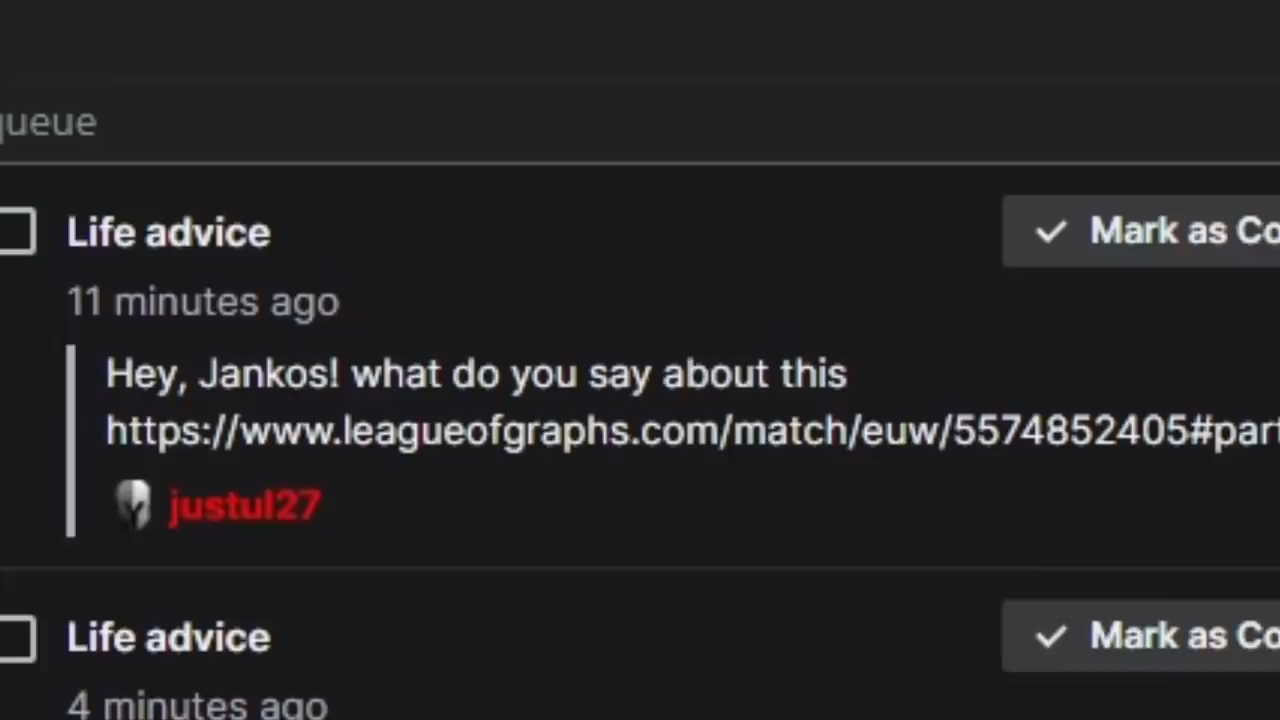 queue
Life advice
Mark as Co
11 minutes ago
Hey, Jankos! what do you say about this
https://www.leagueofgraphs.com/match/euw/5574852405#part
justul27
Life advice
Mark as Co
4 minutes ago